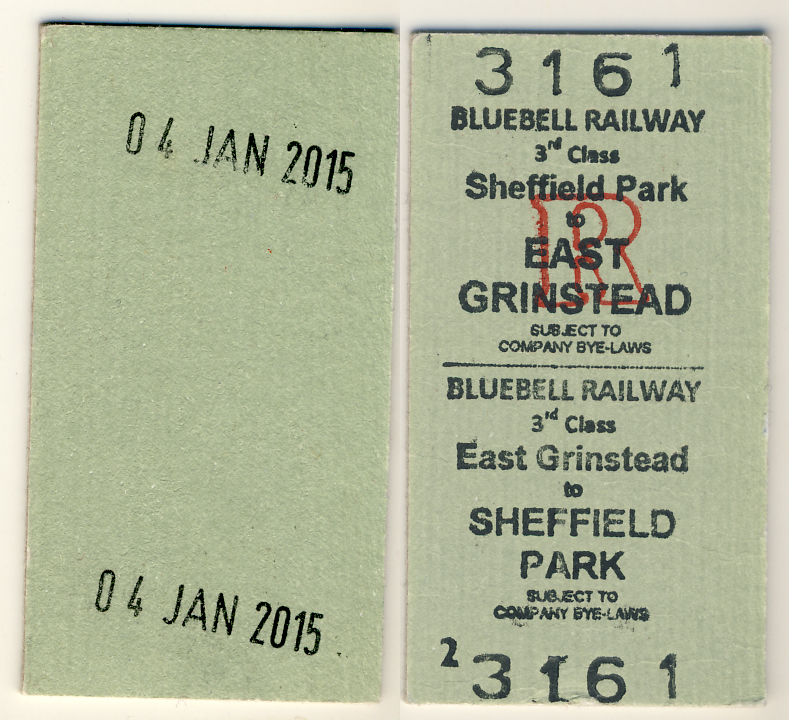 04 JAN 2015
04 JAN 2015
3161
BLUEBELL RAILWAY
3rd Class
Sheffield Park
to
R
EAST
GRINSTEAD
SUBJECT TO
COMPANY BYE-LAWS
BLUEBELL RAILWAY
3rd Class
East Grinstead
to
SHEFFIELD
PARK
SUBJECT TO
COMPANY BYE-LAWS
2 3161